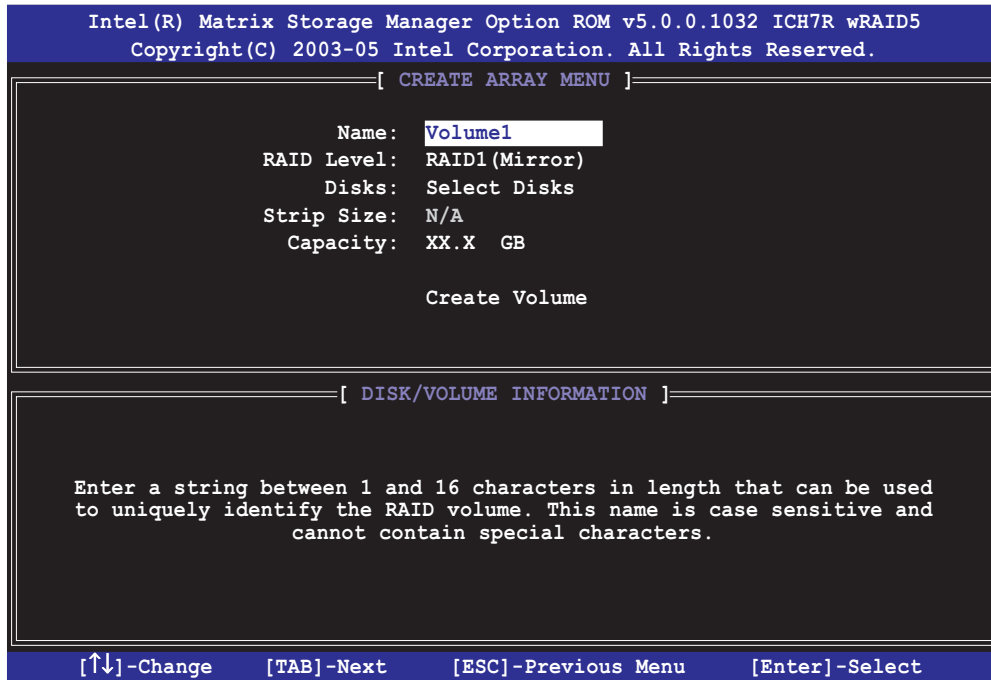 Intel(R) Matrix Storage Manager Option ROM v5.0.0.1032 ICH7R wRAID5
Copyright(C) 2003-05 Intel Corporation. All Rights Reserved.
[ CREATE ARRAY MENU ]
Name: Volume1
RAID Level: RAID1(Mirror)
Disks: Select Disks
Strip Size: N/A
Capacity: XX.X GB
Create Volume
[ DISK/VOLUME INFORMATION ]
Enter a string between 1 and 16 characters in length that can be used
to uniquely identify the RAID volume. This name is case sensitive and
cannot contain special characters.
[↑↓]-Change [TAB]-Next [ESC]-Previous Menu [Enter]-Select